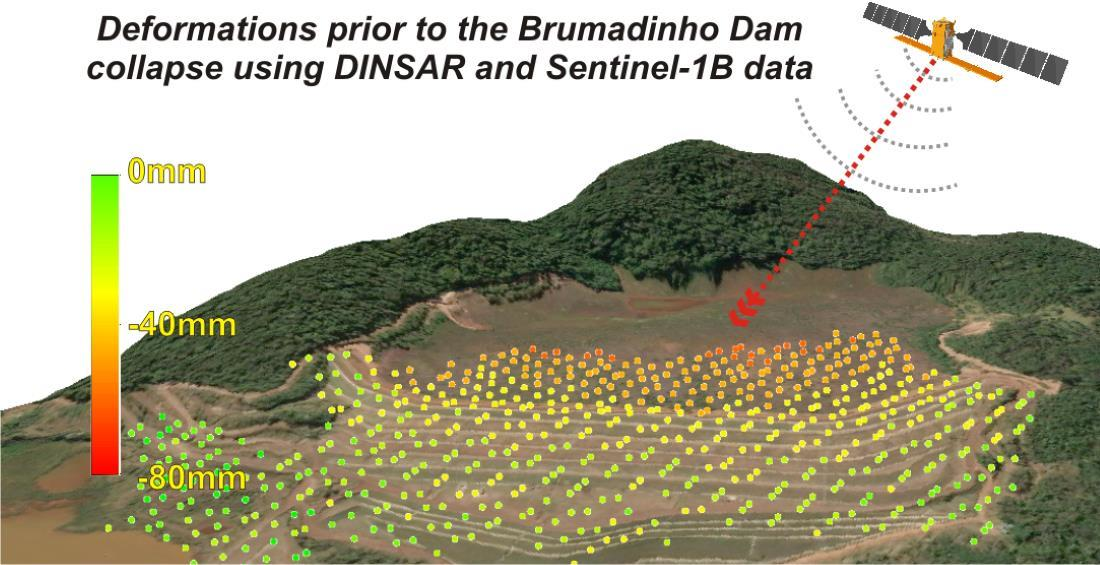 Deformations prior to the Brumadinho Dam
collapse using DINSAR and Sentinel-1B data
0mm
-40mm
-80mm